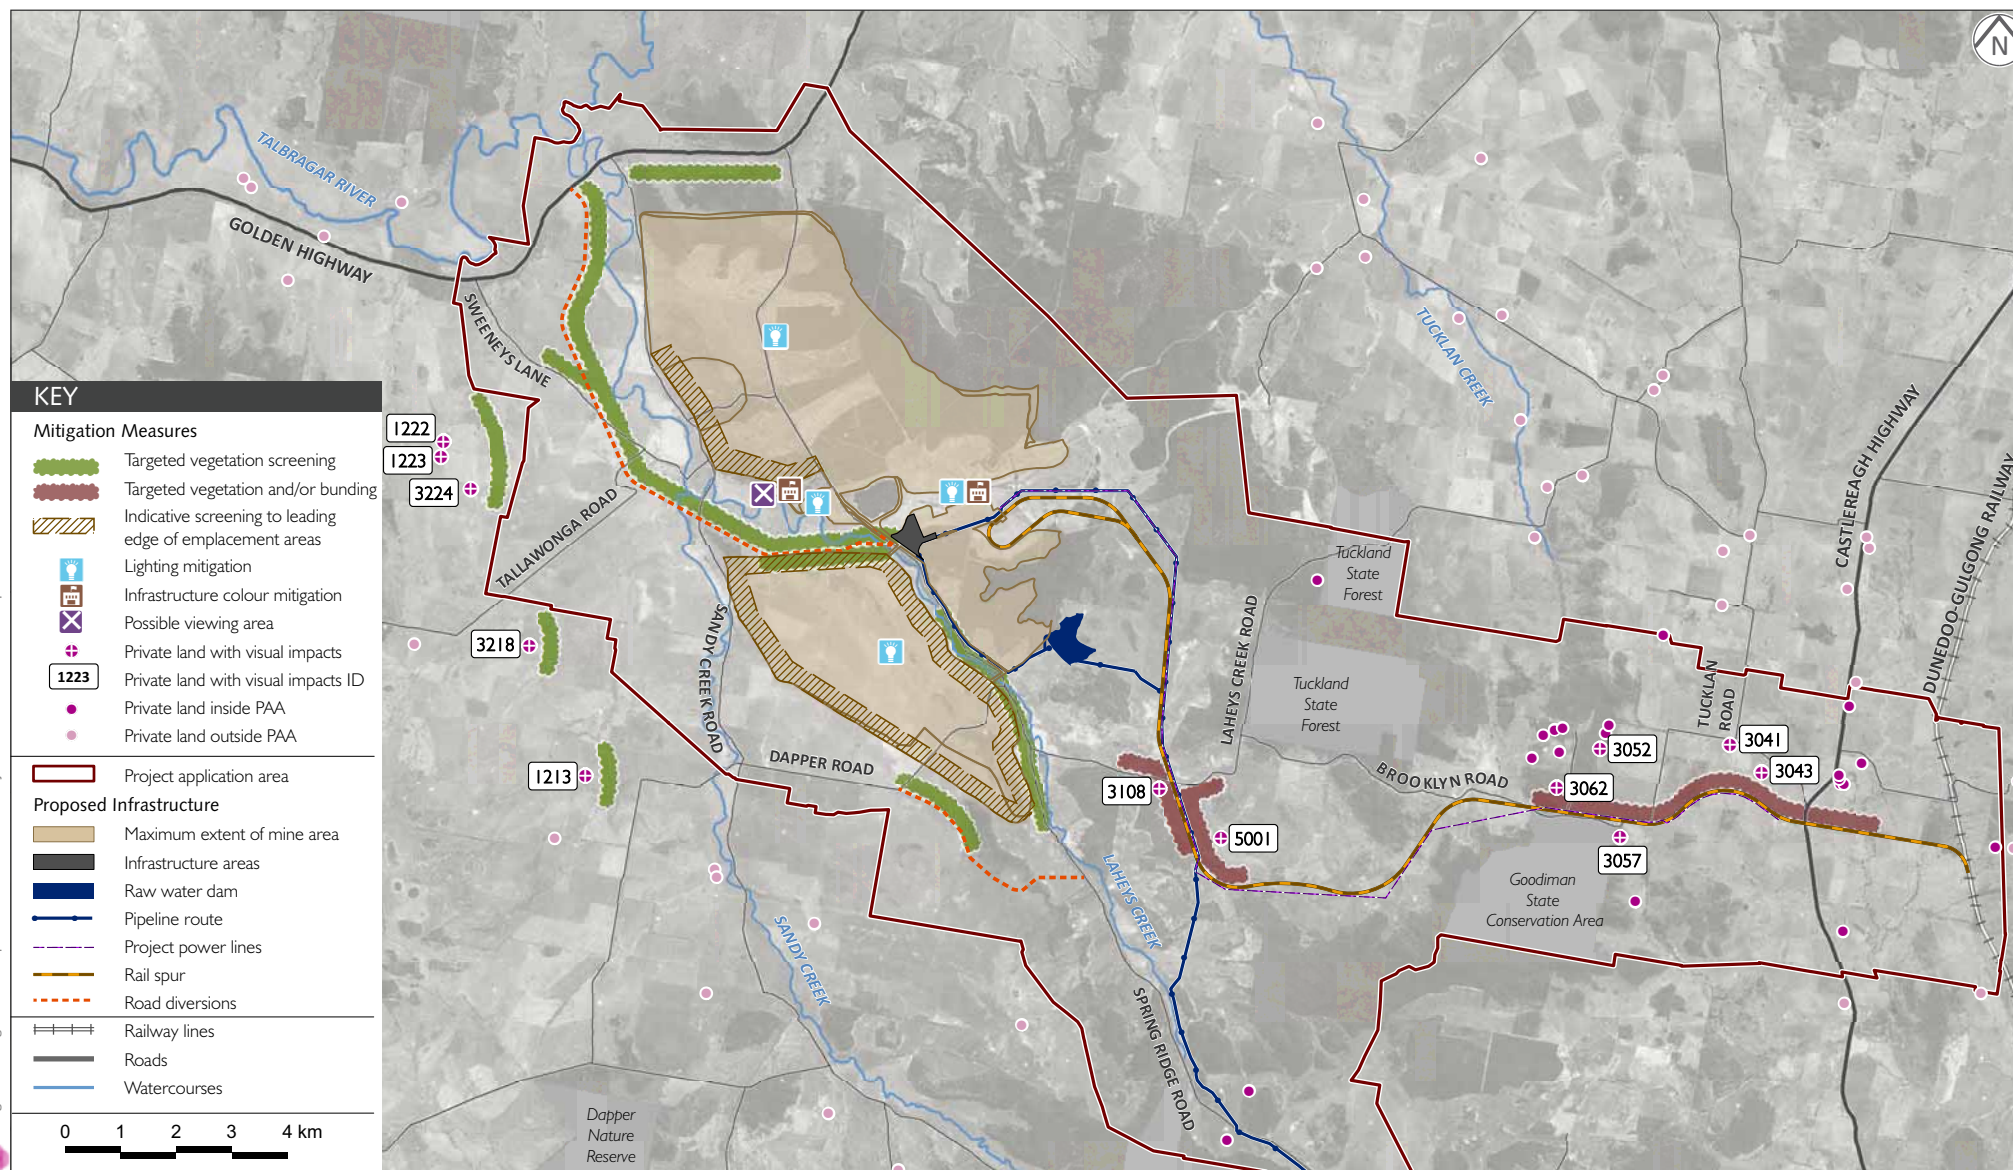 N
TALBRAGAR RIVER
GOLDEN HIGHWAY
SWEENEYS LANE
TUCKLAN CREEK
CASTLEREAGH HIGHWAY
DUNEDOO-GULGONG RAILWAY
KEY
Mitigation Measures
Targeted vegetation screening
Targeted vegetation and/or bunding
Indicative screening to leading
edge of emplacement areas
Lighting mitigation
Infrastructure colour mitigation
Possible viewing area
Private land with visual impacts
1223
Private land with visual impacts ID
Private land inside PAA
Private land outside PAA
Project application area
Proposed Infrastructure
Maximum extent of mine area
Infrastructure areas
Raw water dam
Pipeline route
Project power lines
Rail spur
Road diversions
Railway lines
Roads
Watercourses
0 1 2 3 4 km
1222
1223
3224
TALLAWONGA ROAD
3218
1213
SANDY CREEK ROAD
DAPPER ROAD
SANDY CREEK
LAHEYS CREEK
SPRING RIDGE ROAD
LAHEYS CREEK ROAD
Tuckland
State
Forest
Tuckland
State
Forest
BROOKLYN ROAD
TUCKLAN
ROAD
3052
3041
3043
3062
3108
5001
3057
Goodiman
State
Conservation Area
Dapper
Nature
Reserve